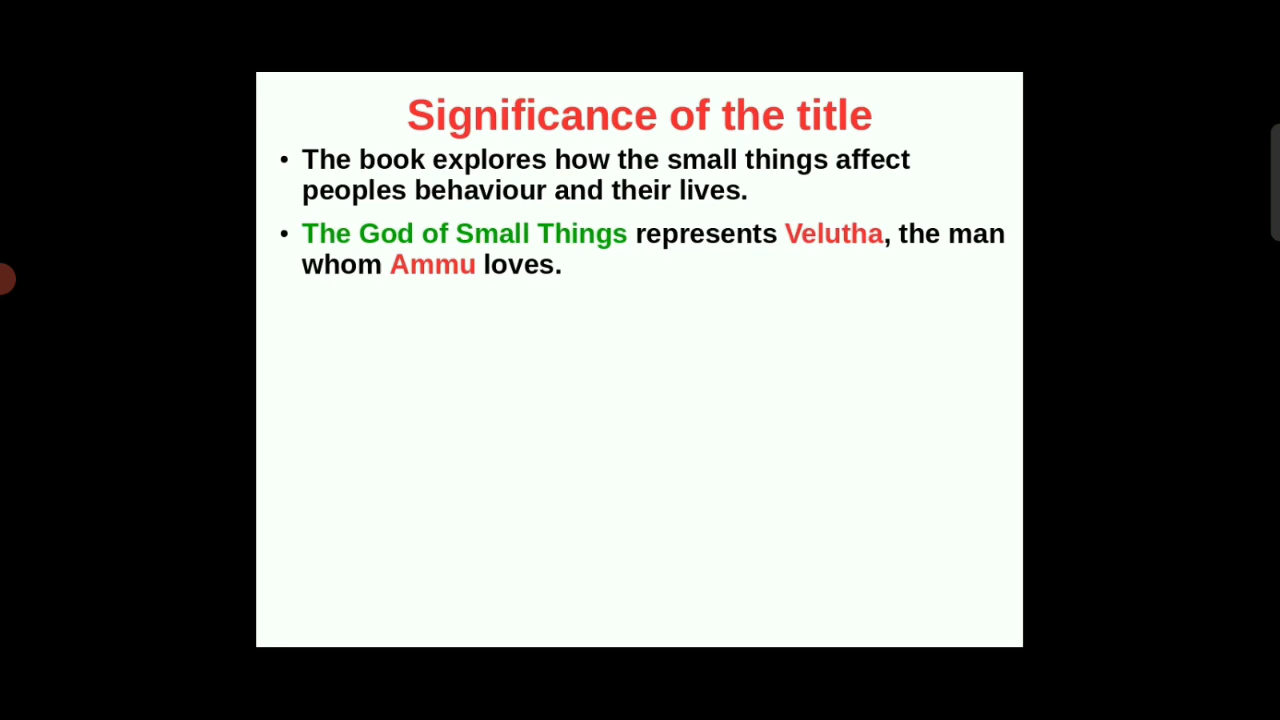 Significance of the title
• The book explores how the small things affect
peoples behaviour and their lives.
• The God of Small Things represents Velutha, the man
whom Ammu loves.